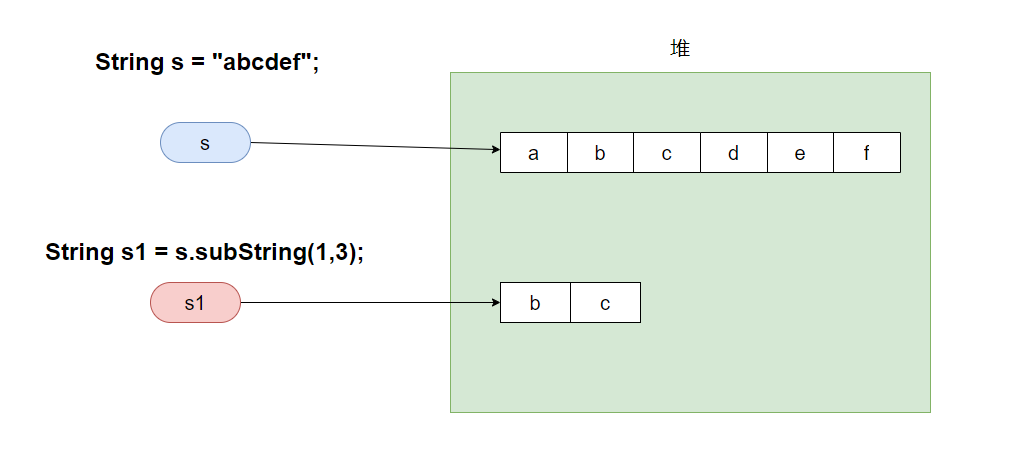 堆
String s = "abcdef";
s
a b c d e f
String s1 = s.subString(1,3);
s1
b c